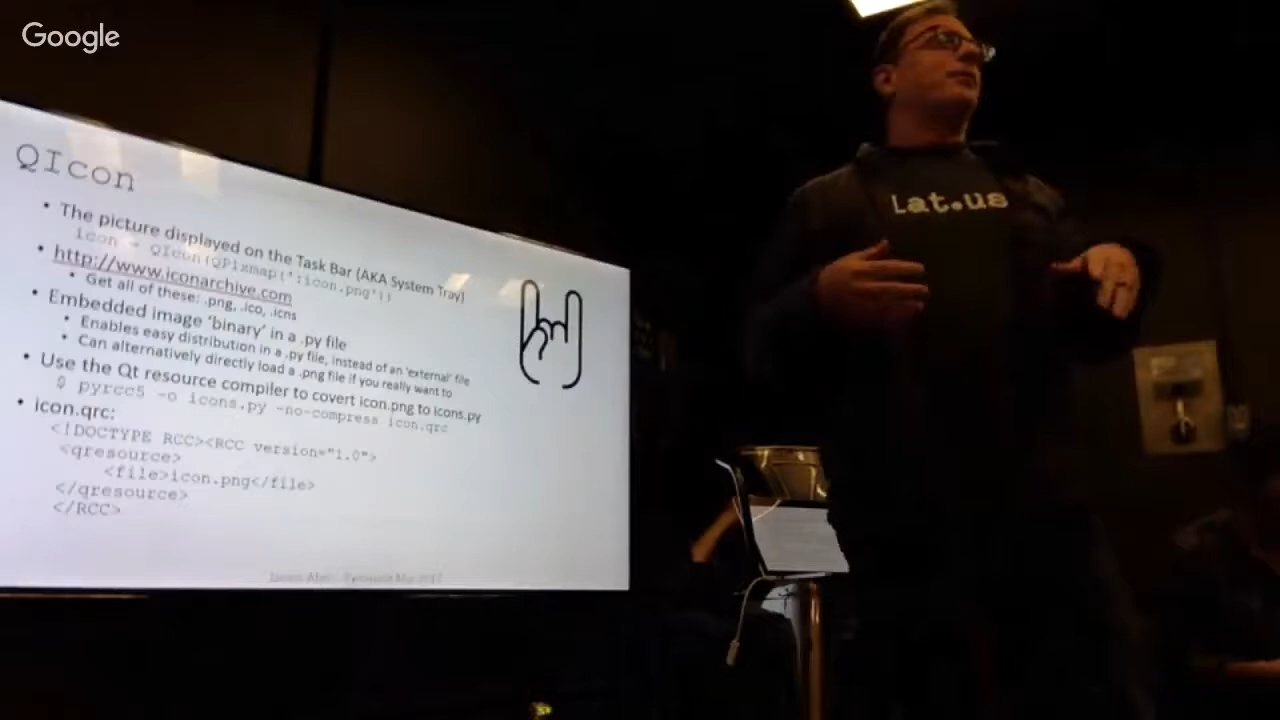 Google
QIcon
• The picture displayed on the Task Bar (AKA System Tray)
icon = QIcon(QPixmap(':icon.png'))
• http://www.iconarchive.com
• Get all of these: .png, .ico, .icns
• Embedded image 'binary' in a .py file
• Enables easy distribution in a .py file, instead of an 'external' file
• Can alternatively directly load a .png file if you really want to
• Use the Qt resource compiler to covert icon.png to icons.py
$ pyrcc5 -o icons.py -no-compress icon.qrc
• icon.qrc:
<!DOCTYPE RCC><RCC version="1.0">
<qresource>
<file>icon.png</file>
</qresource>
</RCC>
Lat.us